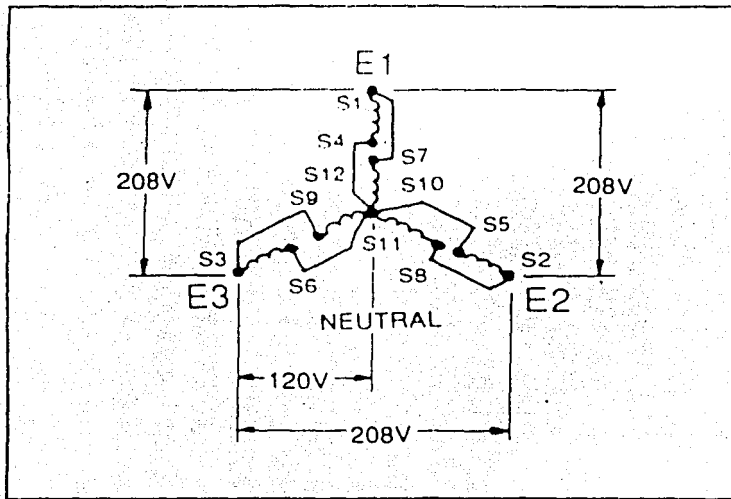 E1
S1
S4
S7
208V
S12
S10
208V
S9
S5
S3
S11
S2
S6
S8
E3
E2
NEUTRAL
120V
208V